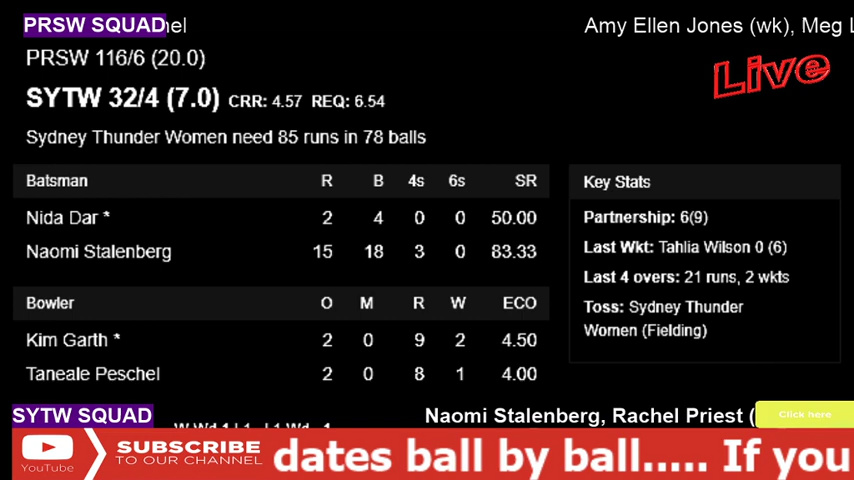 PRSW SQUAD el Amy Ellen Jones (wk), Meg L
PRSW 116/6 (20.0)
Live
SYTW 32/4 (7.0) CRR: 4.57 REQ: 6.54
Sydney Thunder Women need 85 runs in 78 balls
Batsman R B 4s 6s SR
Nida Dar * 2 4 0 0 50.00
Naomi Stalenberg 15 18 3 0 83.33
Bowler O M R W ECO
Kim Garth * 2 0 9 2 4.50
Taneale Peschel 2 0 8 1 4.00
Key Stats
Partnership: 6(9)
Last Wkt: Tahlia Wilson 0 (6)
Last 4 overs: 21 runs, 2 wkts
Toss: Sydney Thunder
Women (Fielding)
SYTW SQUAD Naomi Stalenberg, Rachel Priest ( Click here
YouTube SUBSCRIBE
TO OUR CHANNEL
dates ball by ball..... If you